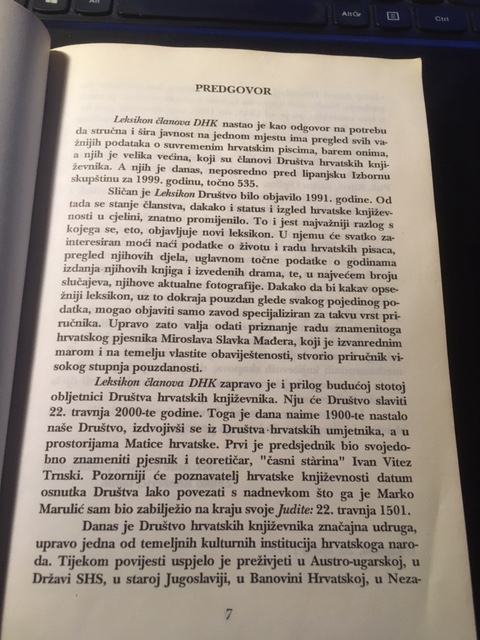 PREDGOVOR
Leksikon članova DHK nastao je kao odgovor na potrebu
da stručna i šira javnost na jednom mjestu ima pregled svih va-
žnijih podataka o suvremenim hrvatskim piscima, barem onima,
a njih je velika većina, koji su članovi Društva hrvatskih knji-
ževnika. A njih je danas, neposredno pred lipanjsku Izbornu
skupštinu za 1999. godinu, točno 535.
Sličan je Leksikon Društvo bilo objavilo 1991. godine. Od
tada se stanje članstva, dakako i status i izgled hrvatske književ-
nosti u cjelini, znatno promijenilo. To i jest najvažniji razlog s
kojega se, eto, objavljuje novi leksikon. U njemu će svatko za-
interesiran moći naći podatke o životu i radu hrvatskih pisaca,
pregled njihovih djela, uglavnom točne podatke o godinama
izdanja njihovih knjiga i izvedenih drama, te, u najvećem broju
slučajeva, njihove aktualne fotografije. Dakako da bi kakav opse-
žniji leksikon, uz to dokraja pouzdan glede svakog pojedinog po-
datka, mogao objaviti samo zavod specijaliziran za takvu vrst pri-
ručnika. Upravo zato valja odati priznanje radu znamenitoga
hrvatskog pjesnika Miroslava Slavka Mađera, koji je izvanrednim
marom i na temelju vlastite obaviještenosti, stvorio priručnik vi-
sokog stupnja pouzdanosti.
Leksikon članova DHK zapravo je i prilog budućoj stotoj
obljetnici Društva hrvatskih književnika. Nju će Društvo slaviti
22. travnja 2000-te godine. Toga je dana naime 1900-te nastalo
naše Društvo, izdvojivši se iz Društva hrvatskih umjetnika, a u
prostorijama Matice hrvatske. Prvi je predsjednik bio svojedo-
bno znameniti pjesnik i teoretičar, "časni stàrina" Ivan Vitez
Trnski. Pozorniji će poznavatelj hrvatske književnosti datum
osnutka Društva lako povezati s nadnevkom što ga je Marko
Marulić sam bio zabilježio na kraju svoje Judite: 22. travnja 1501.
Danas je Društvo hrvatskih književnika značajna udruga,
upravo jedna od temeljnih kulturnih institucija hrvatskoga naro-
da. Tijekom povijesti uspjelo je preživjeti u Austro-ugarskoj, u
Državi SHS, u staroj Jugoslaviji, u Banovini Hrvatskoj, u Neza-
7
Alt
AltGr
Ctrl